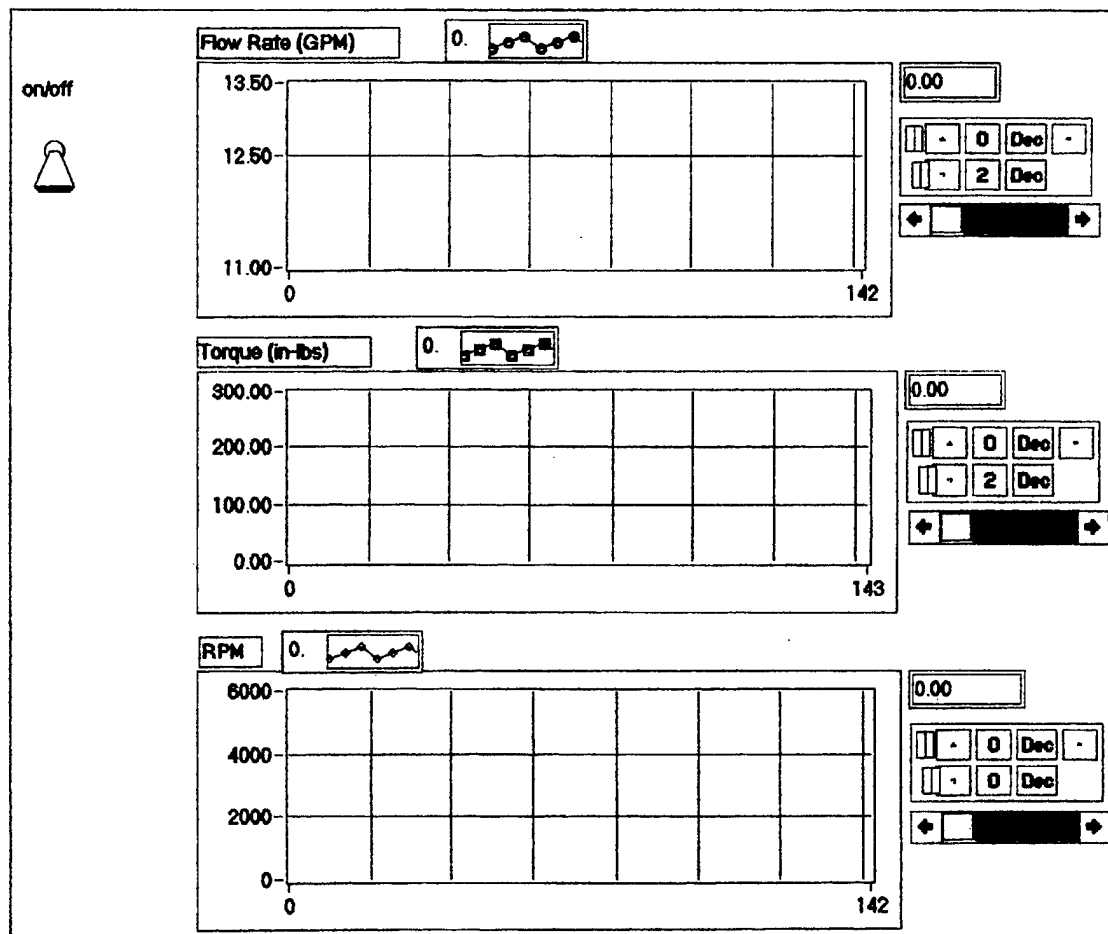 Flow Rate (GPM) 0.
on/off
13.50
12.50
11.00
0 142
0.00
0 Dec
2 Dec
Torque (in-lbs) 0.
300.00
200.00
100.00
0.00
0 143
0.00
0 Dec
2 Dec
RPM 0.
6000
4000
2000
0
0 142
0.00
0 Dec
0 Dec